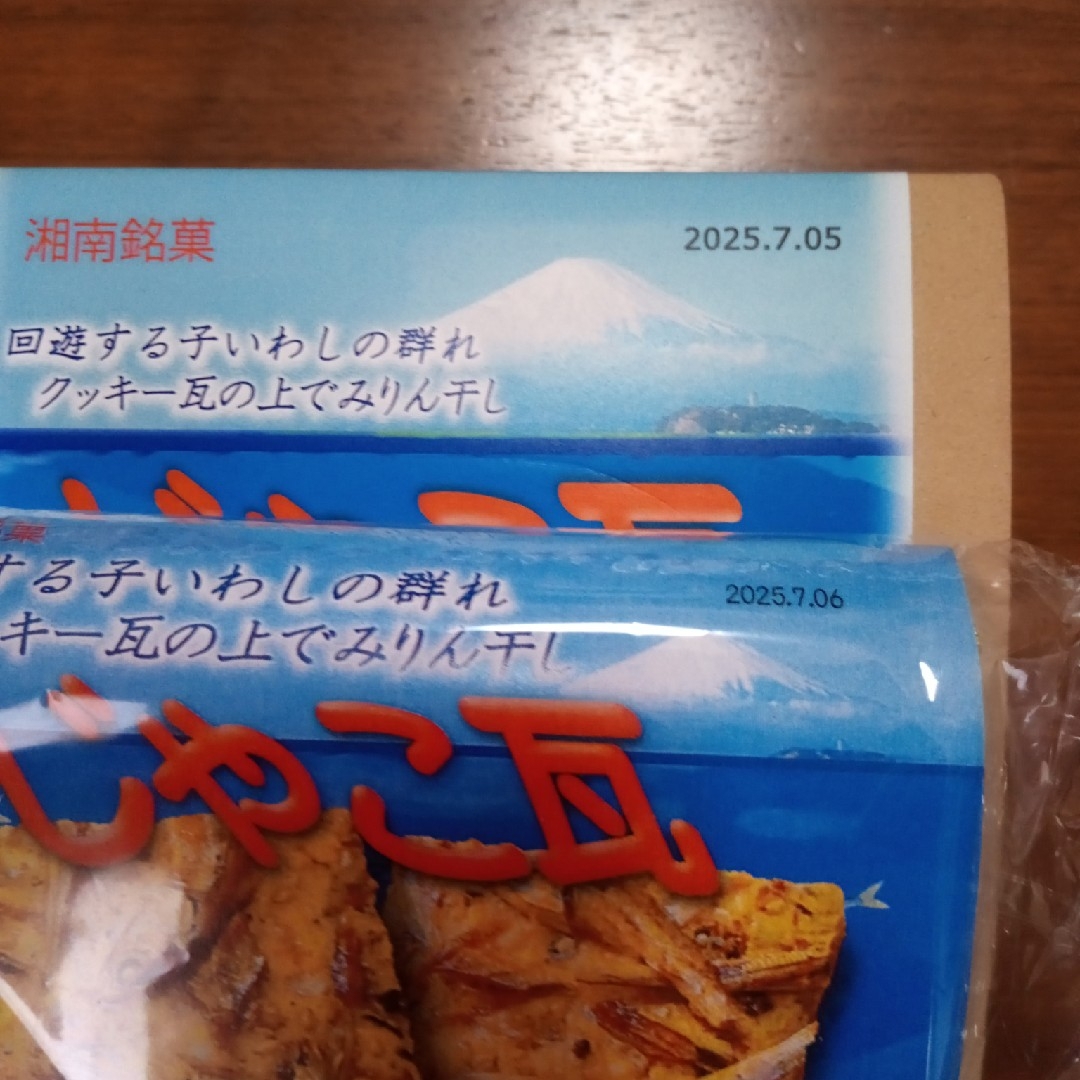 湘南銘菓
2025.7.05
回遊する子いわしの群れ
クッキー瓦の上でみりん干し
菓
する子いわしの群れ
2025.7.06
キー瓦の上でみりん干し
じゃこ瓦